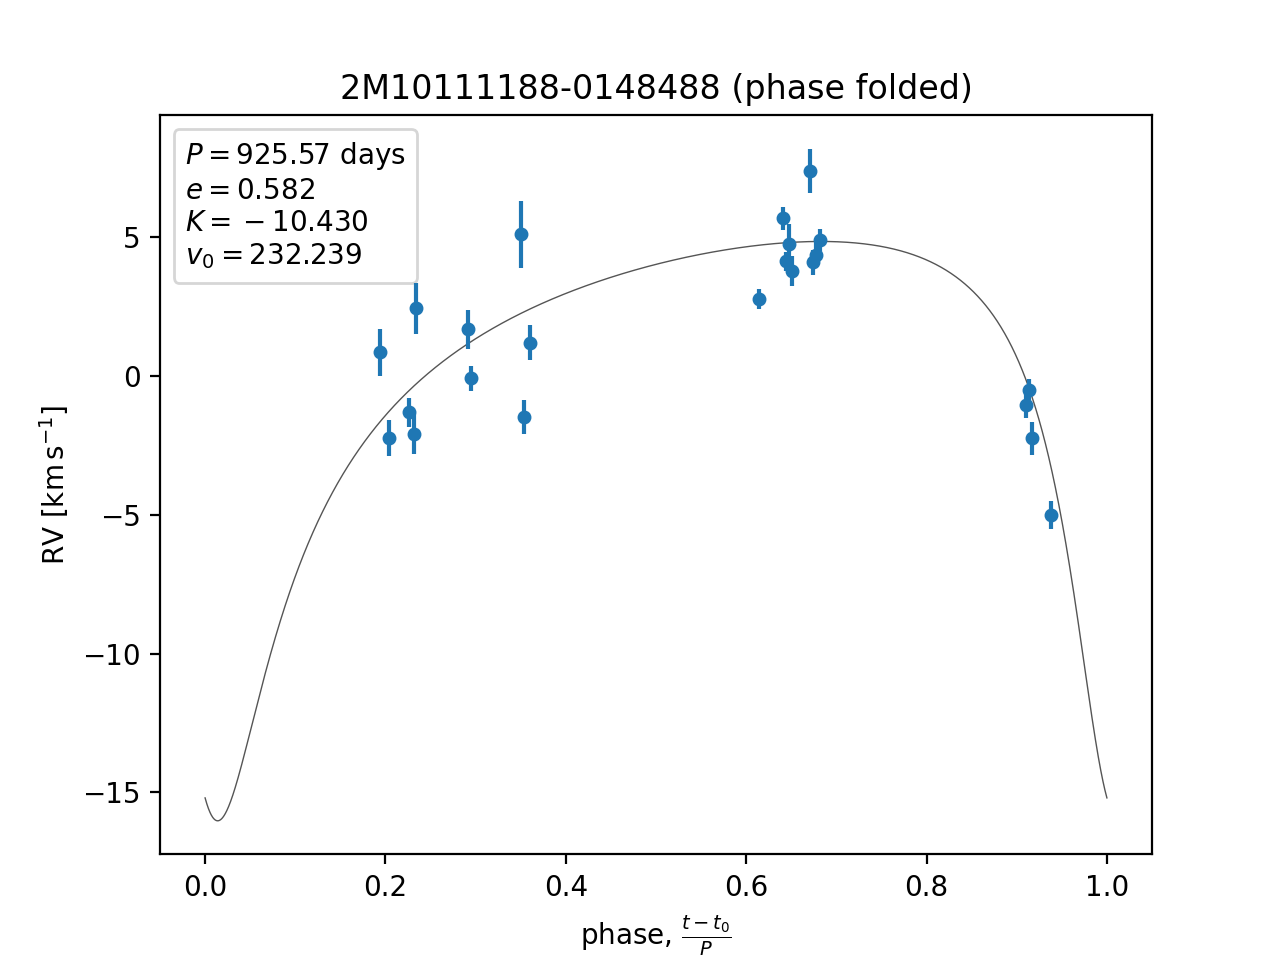 2M10111188-0148488 (phase folded)
P = 925.57 days
e = 0.582
K = − 10.430
v₀ = 232.239
RV [km s⁻¹]
5
0
−5
−10
−15
0.0 0.2 0.4 0.6 0.8 1.0
phase, (t − t₀)/P